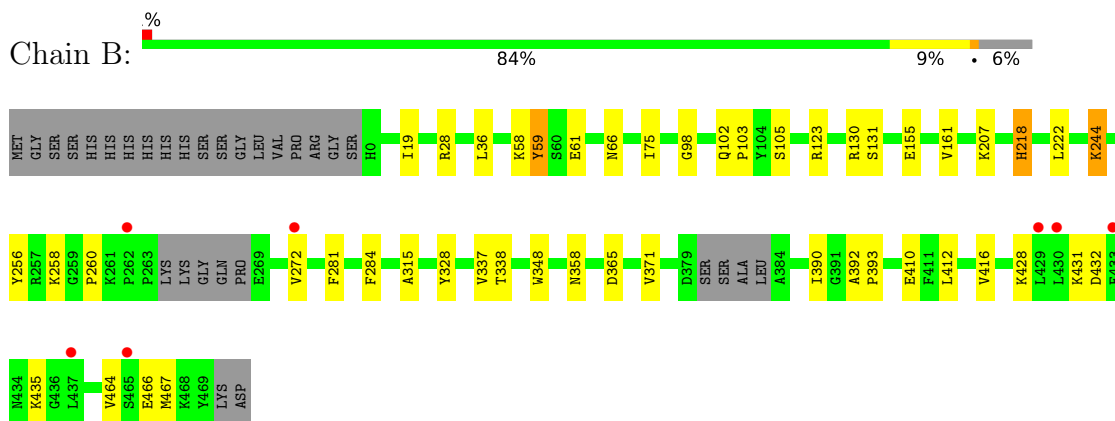 %
Chain B:
84% 9% • 6%
MET GLY SER SER HIS HIS HIS HIS HIS HIS SER SER GLY LEU VAL PRO ARG GLY SER H0 I19 R28 L36 K58 Y59 S60 E61 N66 I75 G98 Q102 P103 Y104 S105 R123 R130 S131 E155 V161 K207 H218 L222 K244
Y256 R257 K258 G259 P260 K261 P262 P263 LYS LYS GLY GLN PRO E269 V272 F281 F284 A315 Y328 V337 T338 W348 N358 D365 V371 D379 SER SER ALA LEU A384 I390 G391 A392 P393 E410 F411 L412 V416 K428 L429 L430 K431 D432
N434 K435 G436 L437 V464 S465 E466 M467 K468 Y469 LYS ASP